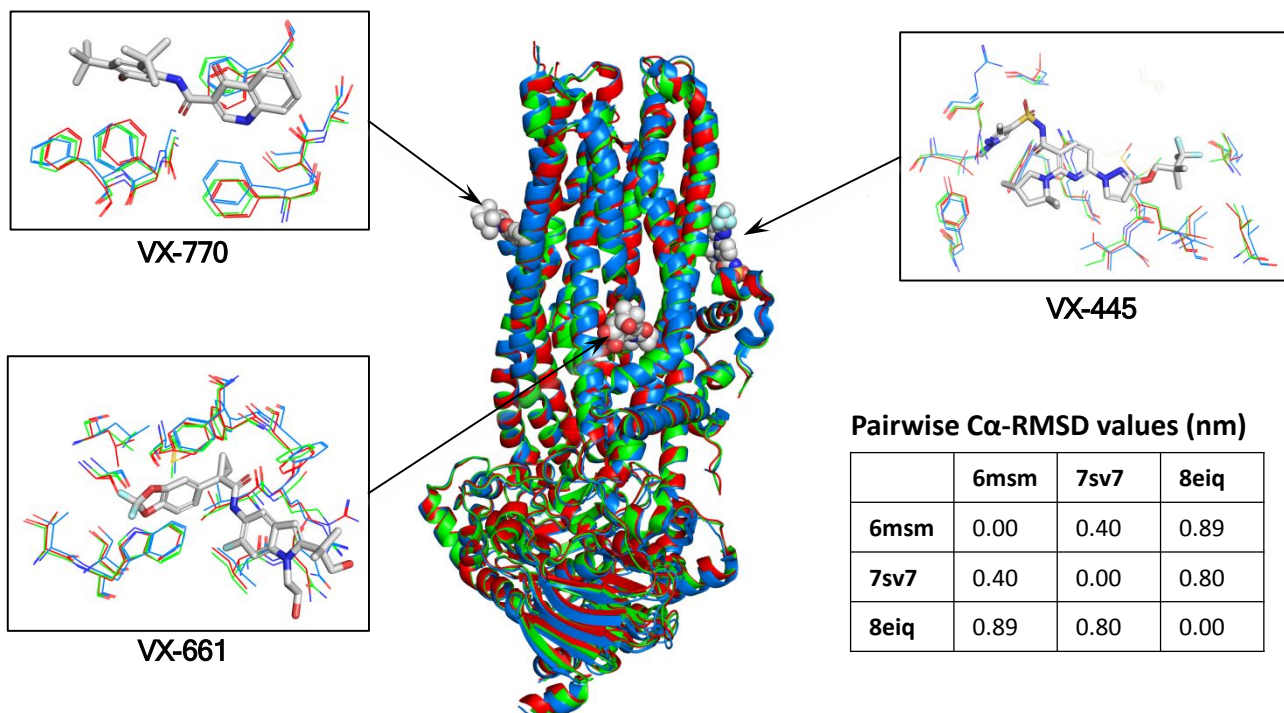 VX-770
VX-445
VX-661
Pairwise Cα-RMSD values (nm)
6msm 7sv7 8eiq
6msm 0.00 0.40 0.89
7sv7 0.40 0.00 0.80
8eiq 0.89 0.80 0.00